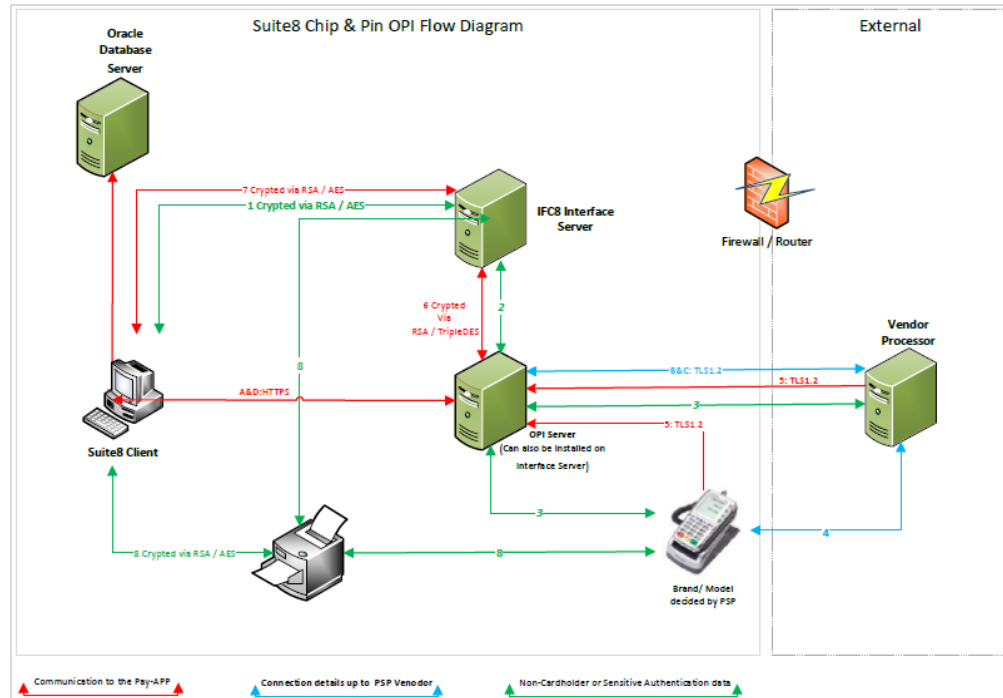 Suite8 Chip & Pin OPI Flow Diagram
External
Oracle
Database
Server
7 Crypted via RSA / AES
1 Crypted via RSA / AES
IFC8 Interface
Server
Firewall / Router
6 Crypted
Via
RSA / TripleDES
2
Vendor
Processor
8
B&C: TLS1.2
5: TLS1.2
A&D:HTTPS
3
5: TLS1.2
OPI Server
(Can also be installed on
Interface Server)
Suite8 Client
3
4
8 Crypted via RSA / AES
8
Brand/ Model
decided by PSP
Communication to the Pay-APP
Connection details up to PSP Venodor
Non-Cardholder or Sensitive Authentication data